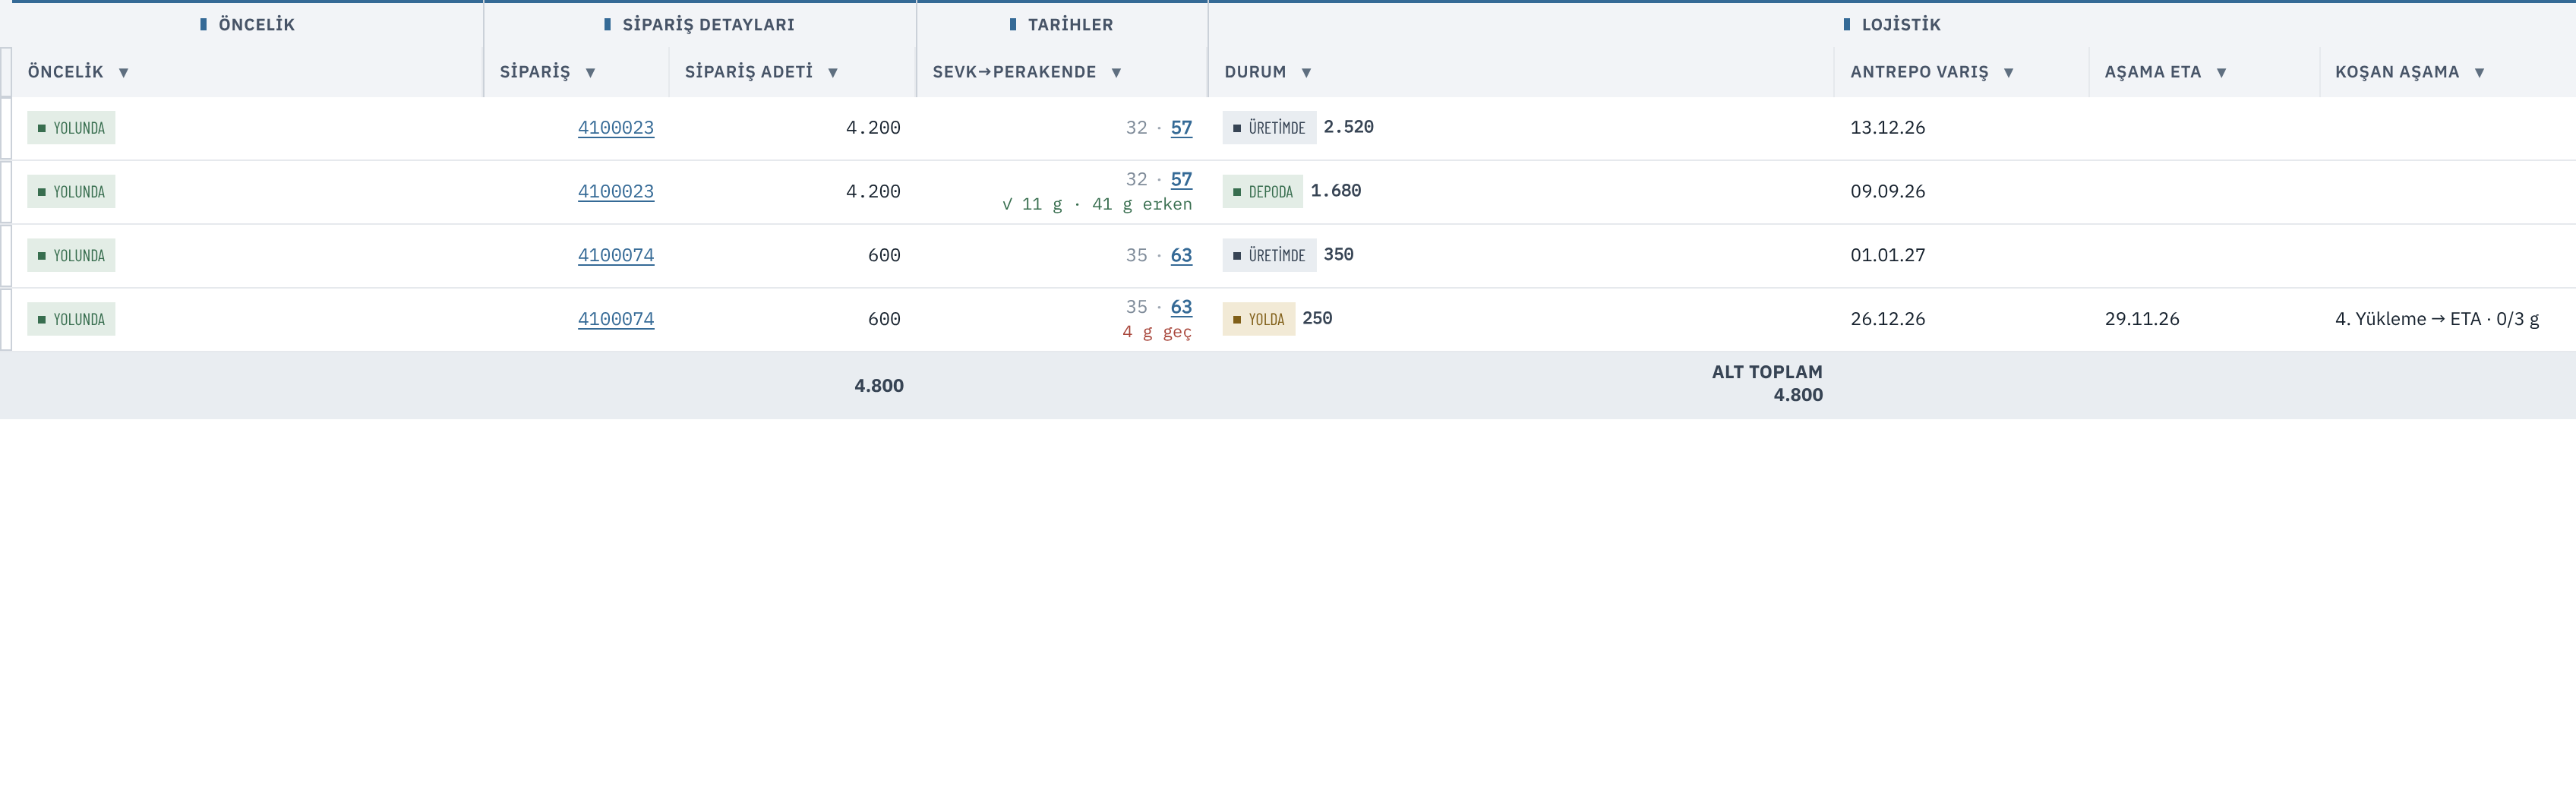 ÖNCELİK SİPARİŞ DETAYLARI TARİHLER LOJİSTİK
ÖNCELİK ▼ SİPARİŞ ▼ SİPARİŞ ADETİ ▼ SEVK→PERAKENDE ▼ DURUM ▼ ANTREPO VARIŞ ▼ AŞAMA ETA ▼ KOŞAN AŞAMA ▼
YOLUNDA 4100023 4.200 32 · 57 ÜRETİMDE 2.520 13.12.26
YOLUNDA 4100023 4.200 32 · 57 DEPODA 1.680 09.09.26
√ 11 g · 41 g erken
YOLUNDA 4100074 600 35 · 63 ÜRETİMDE 350 01.01.27
YOLUNDA 4100074 600 35 · 63 YOLDA 250 26.12.26 29.11.26 4. Yükleme → ETA · 0/3 g
4 g geç
4.800 ALT TOPLAM
4.800